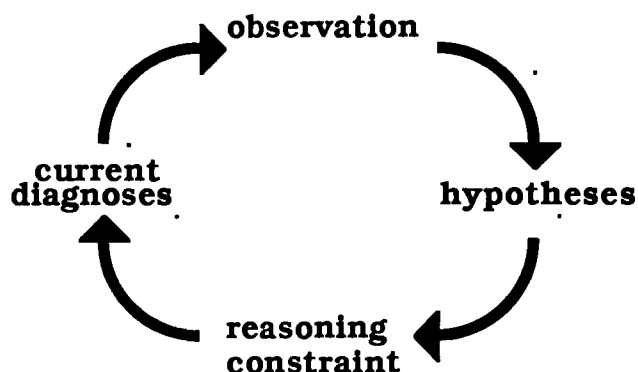 observation
current
diagnoses
hypotheses
reasoning
constraint